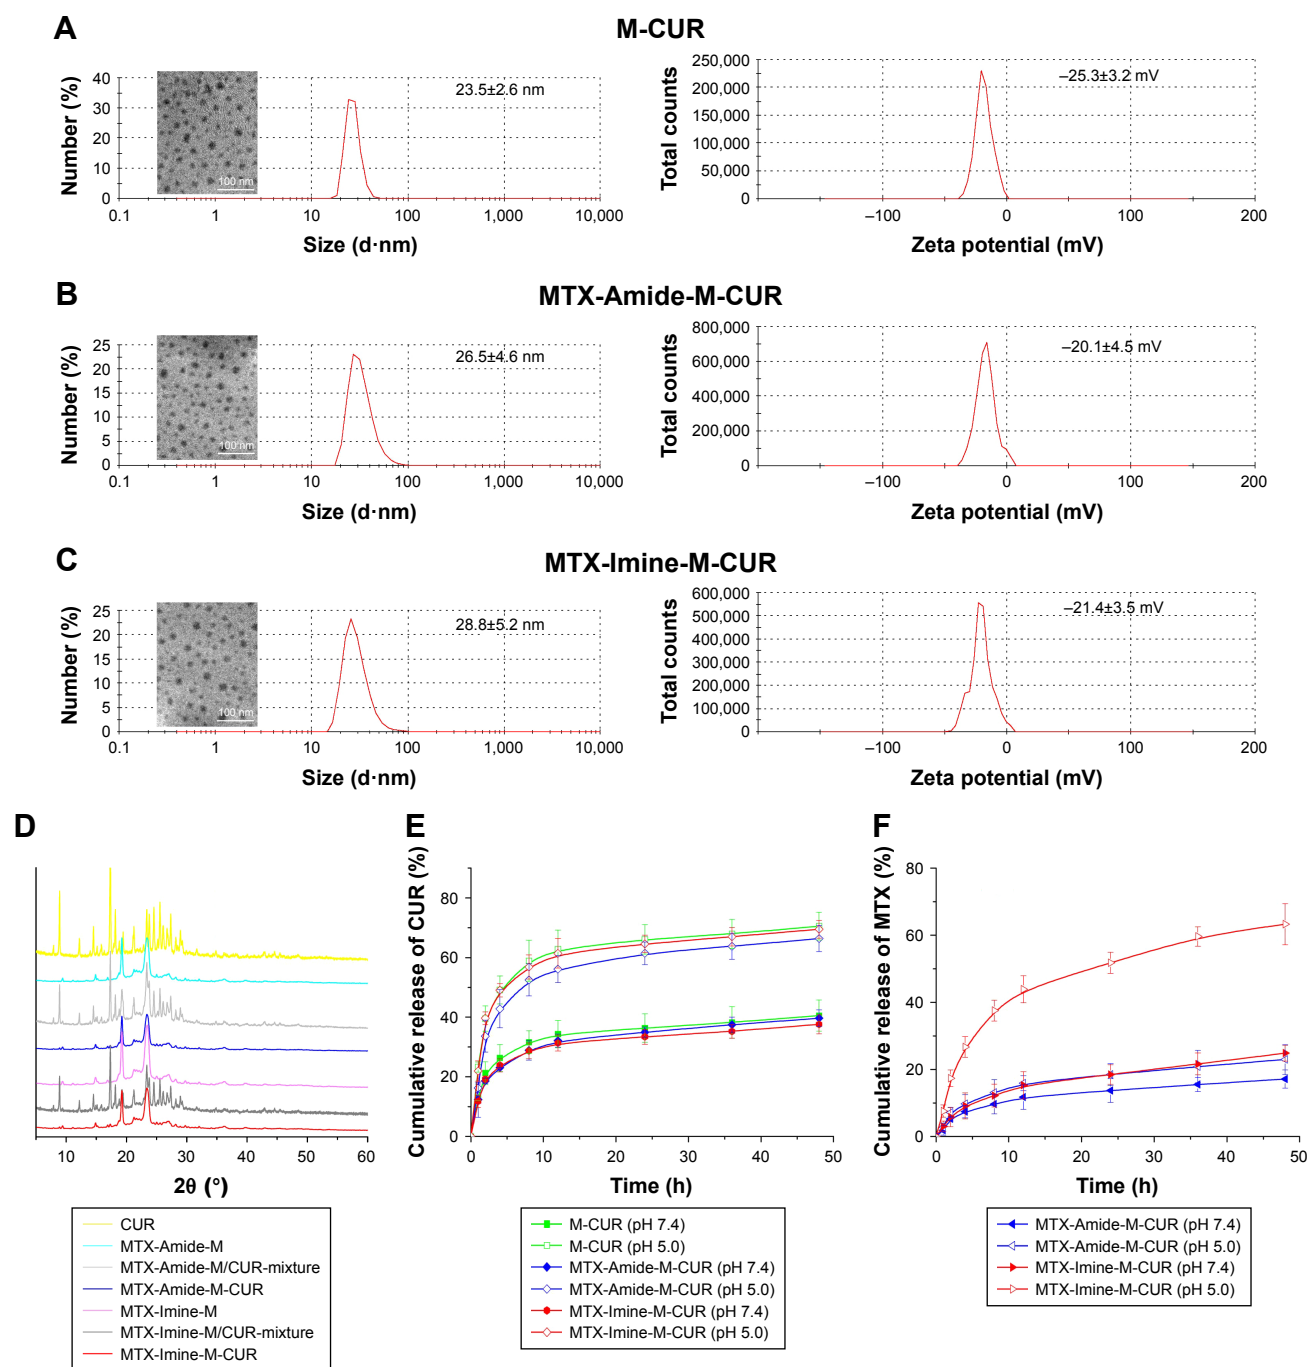 A
M-CUR
Number (%)
40
30
20
10
0
100 nm
23.5±2.6 nm
0.1 1 10 100 1,000 10,000
Size (d·nm)
Total counts
250,000
200,000
150,000
100,000
50,000
0
–25.3±3.2 mV
–100 0 100 200
Zeta potential (mV)
B
MTX-Amide-M-CUR
Number (%)
25
20
15
10
5
0
100 nm
26.5±4.6 nm
0.1 1 10 100 1,000 10,000
Size (d·nm)
Total counts
800,000
600,000
400,000
200,000
0
–20.1±4.5 mV
–100 0 100 200
Zeta potential (mV)
C
MTX-Imine-M-CUR
Number (%)
25
20
15
10
5
0
100 nm
28.8±5.2 nm
0.1 1 10 100 1,000 10,000
Size (d·nm)
Total counts
600,000
500,000
400,000
300,000
200,000
100,000
0
–21.4±3.5 mV
–100 0 100 200
Zeta potential (mV)
D
10 20 30 40 50 60
2θ (°)
CUR
MTX-Amide-M
MTX-Amide-M/CUR-mixture
MTX-Amide-M-CUR
MTX-Imine-M
MTX-Imine-M/CUR-mixture
MTX-Imine-M-CUR
E
Cumulative release of CUR (%)
80
60
40
20
0
0 10 20 30 40 50
Time (h)
M-CUR (pH 7.4)
M-CUR (pH 5.0)
MTX-Amide-M-CUR (pH 7.4)
MTX-Amide-M-CUR (pH 5.0)
MTX-Imine-M-CUR (pH 7.4)
MTX-Imine-M-CUR (pH 5.0)
F
Cumulative release of MTX (%)
80
60
40
20
0
0 10 20 30 40 50
Time (h)
MTX-Amide-M-CUR (pH 7.4)
MTX-Amide-M-CUR (pH 5.0)
MTX-Imine-M-CUR (pH 7.4)
MTX-Imine-M-CUR (pH 5.0)